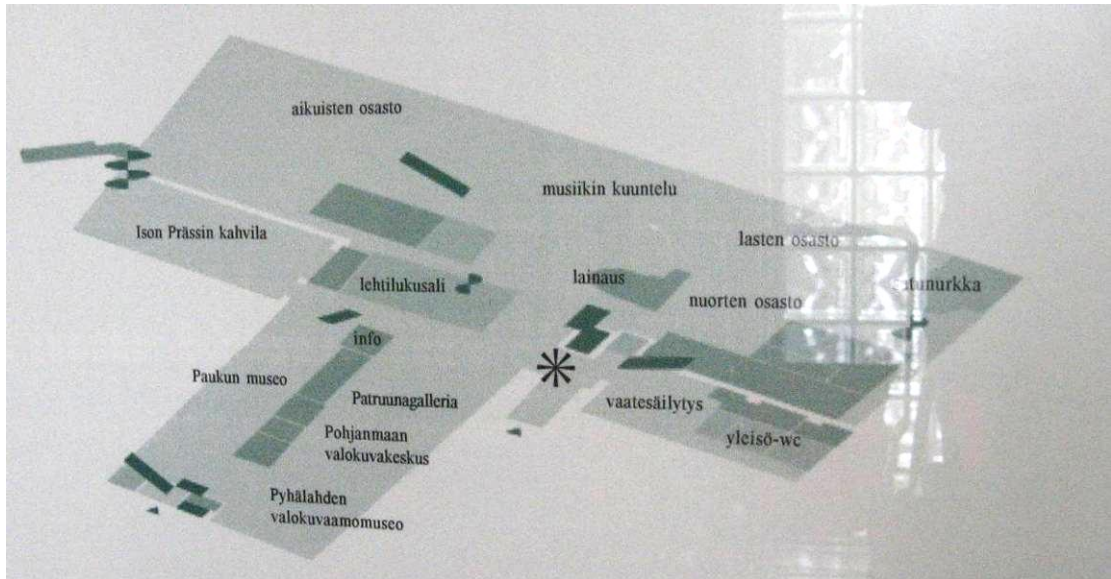 aikuisten osasto
musiikin kuuntelu
Ison Prässin kahvila
lasten osasto
lehtilukusali
lainaus
nuorten osasto
info
Paukun museo
Patruunagalleria
vaatesäilytys
Pohjanmaan
valokuvakeskus
yleisö-wc
Pyhälahden
valokuvaamomuseo